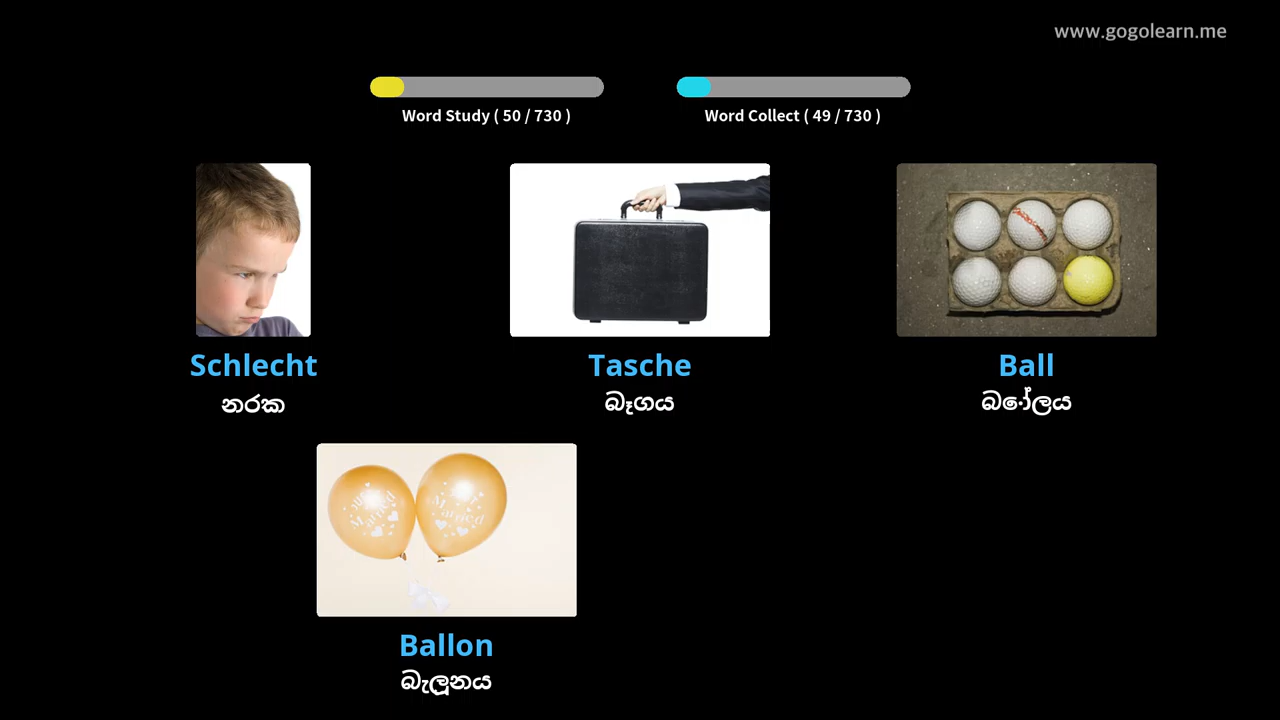 www.gogolearn.me
Word Study ( 50 / 730 )
Word Collect ( 49 / 730 )
Schlecht
Tasche
Ball
නරක
බෑගය
බෝලය
Ballon
බැලූනය